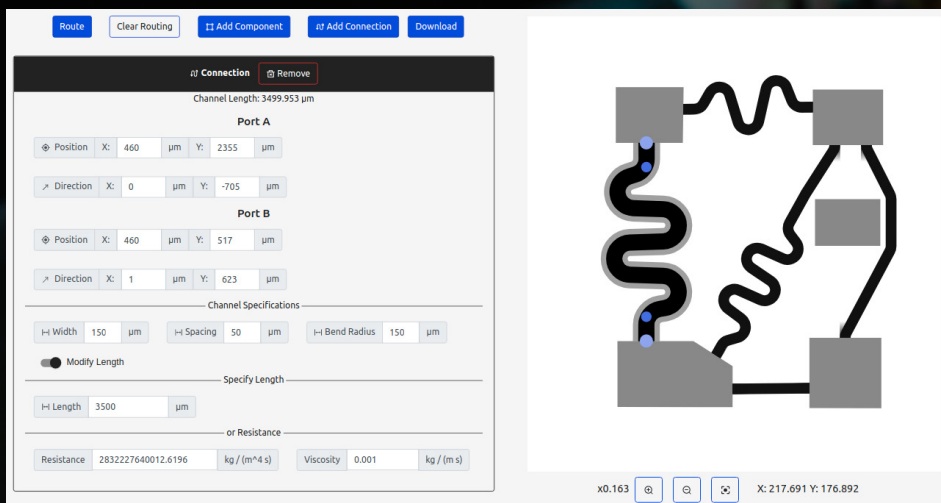 Route Clear Routing Add Component Add Connection Download
Connection Remove
Channel Length: 3499.953 µm
Port A
Position X: 460 µm Y: 2355 µm
Direction X: 0 µm Y: -705 µm
Port B
Position X: 460 µm Y: 517 µm
Direction X: 1 µm Y: 623 µm
Channel Specifications
Width 150 µm Spacing 50 µm Bend Radius 150 µm
Modify Length
Specify Length
Length 3500 µm
or Resistance
Resistance 2832227640012.6196 kg / (m^4 s) Viscosity 0.001 kg / (m s)
x0.163 X: 217.691 Y: 176.892